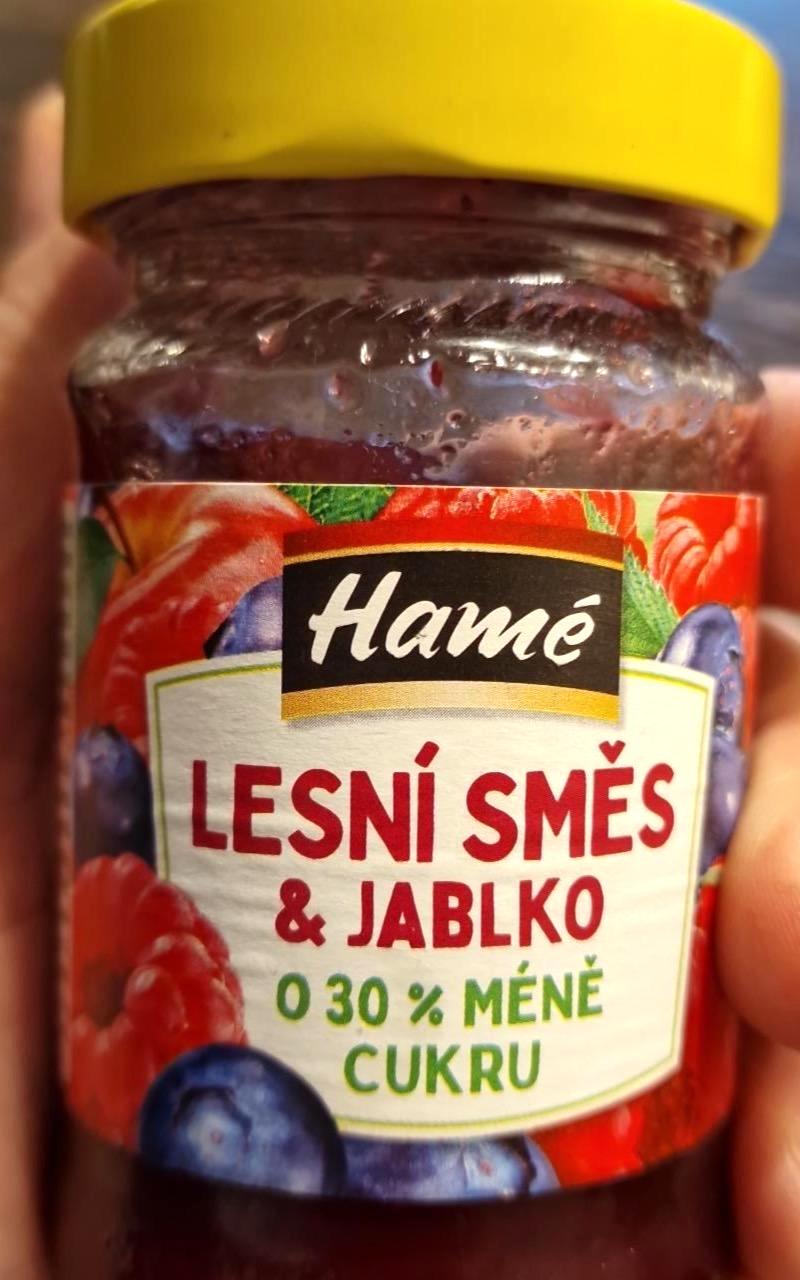 Hamé
LESNÍ SMĚS
& JABLKO
O 30 % MÉNĚ
CUKRU